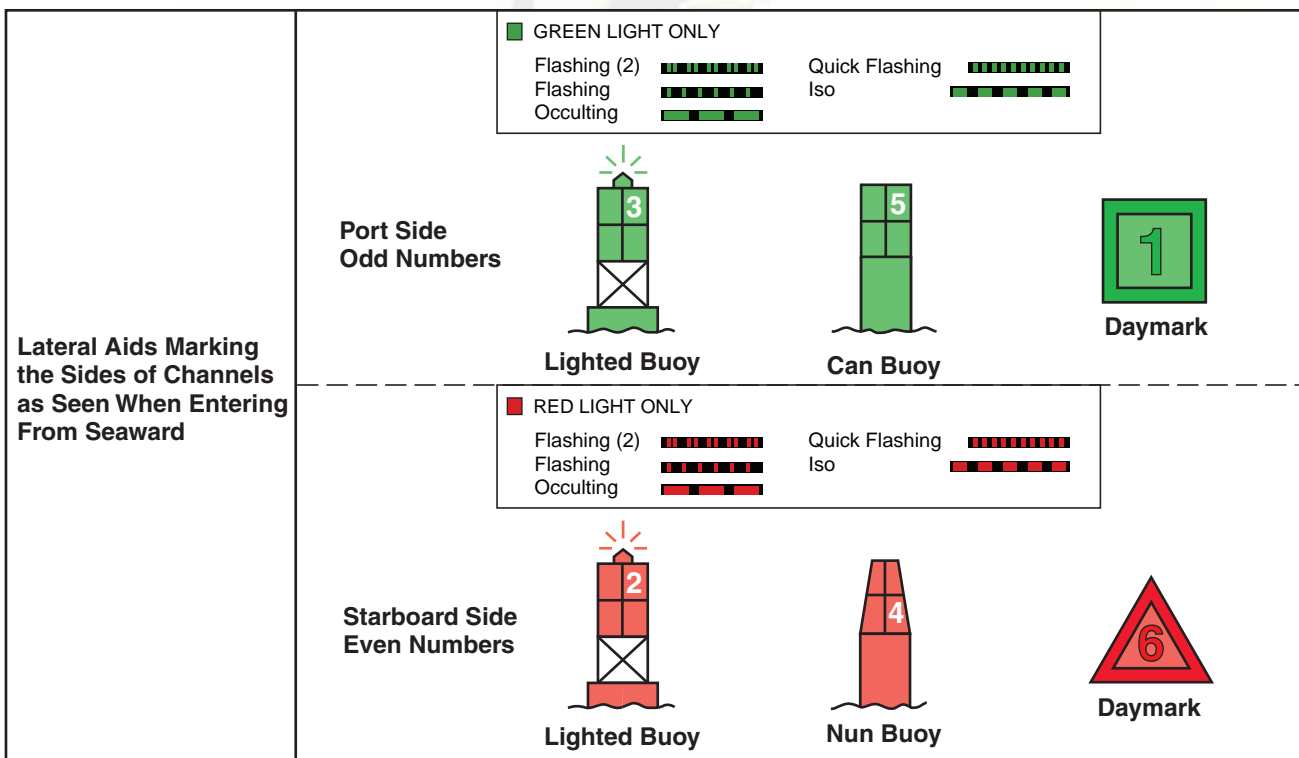 Lateral Aids Marking
the Sides of Channels
as Seen When Entering
From Seaward
GREEN LIGHT ONLY
Flashing (2)
Quick Flashing
Flashing
Iso
Occulting
Port Side
Odd Numbers
3
5
1
Lighted Buoy
Can Buoy
Daymark
RED LIGHT ONLY
Flashing (2)
Quick Flashing
Flashing
Iso
Occulting
Starboard Side
Even Numbers
2
4
6
Lighted Buoy
Nun Buoy
Daymark